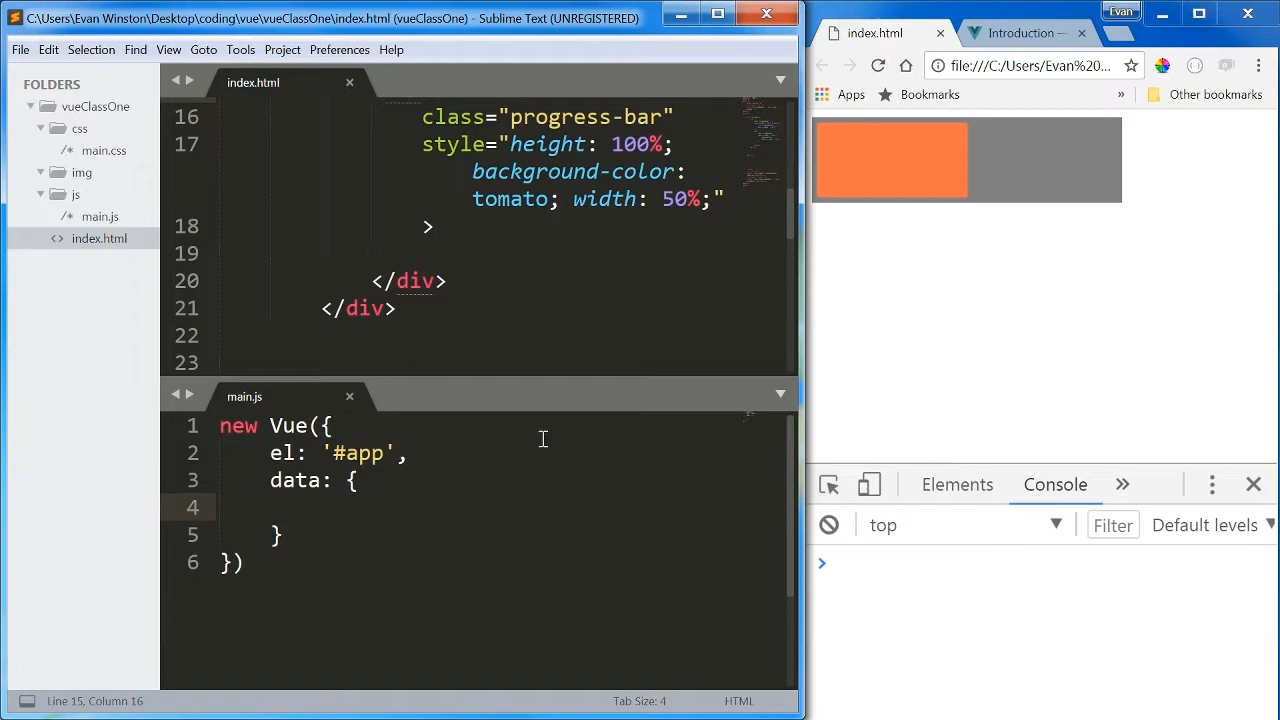 C:\Users\Evan Winston\Desktop\coding\vue\vueClassOne\index.html (vueClassOne) - Sublime Text (UNREGISTERED)
File Edit Selection Find View Goto Tools Project Preferences Help
FOLDERS
vueClassOne
css
main.css
img
js
/* main.js
<> index.html
index.html
16 class="progress-bar"
17 style="height: 100%;
background-color:
tomato; width: 50%;"
18 >
19
20 </div>
21 </div>
22
23
main.js
1 new Vue({
2 el: '#app',
3 data: {
4
5 }
6 })
Line 15, Column 16 Tab Size: 4 HTML
Evan
index.html Introduction —
file:///C:/Users/Evan%20...
Apps Bookmarks » Other bookmark
Elements Console »
top Filter Default levels